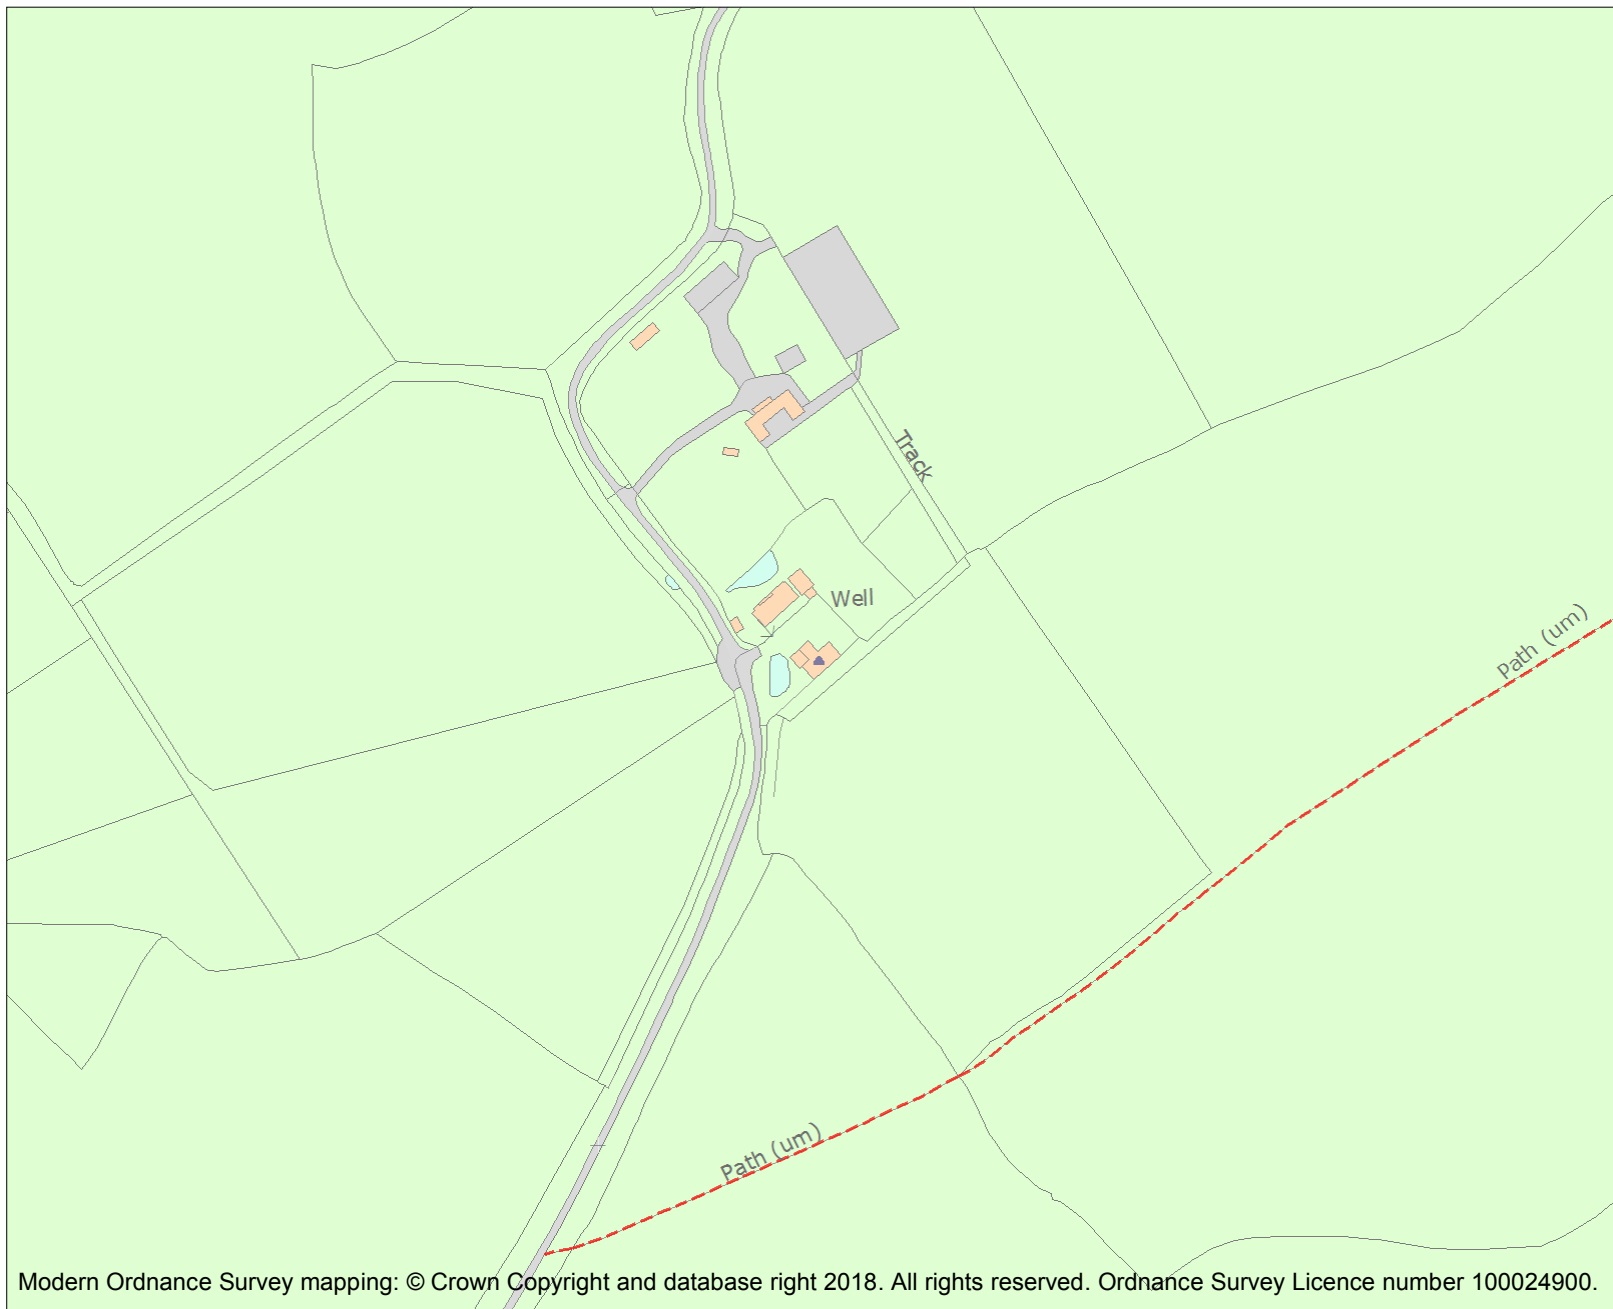 Track
Well
Path (um)
Path (um)
Modern Ordnance Survey mapping: © Crown Copyright and database right 2018. All rights reserved. Ordnance Survey Licence number 100024900.